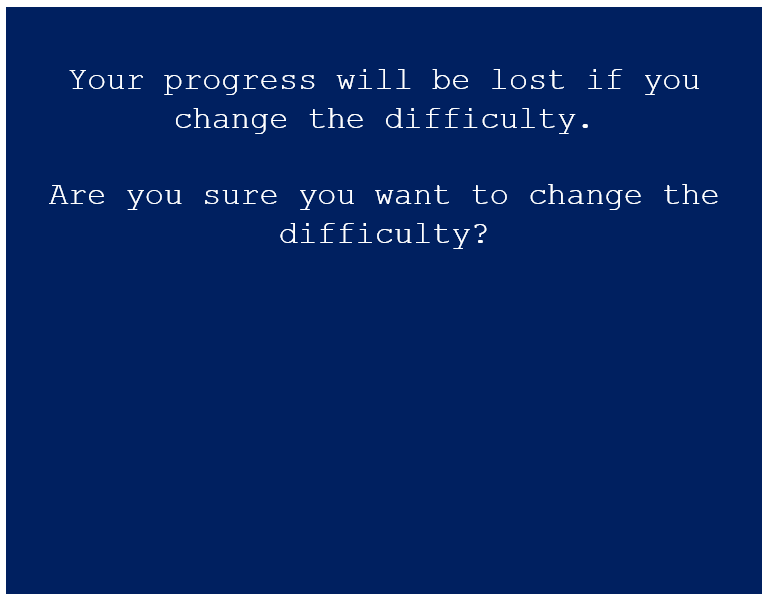 Your progress will be lost if you
change the difficulty.
Are you sure you want to change the
difficulty?